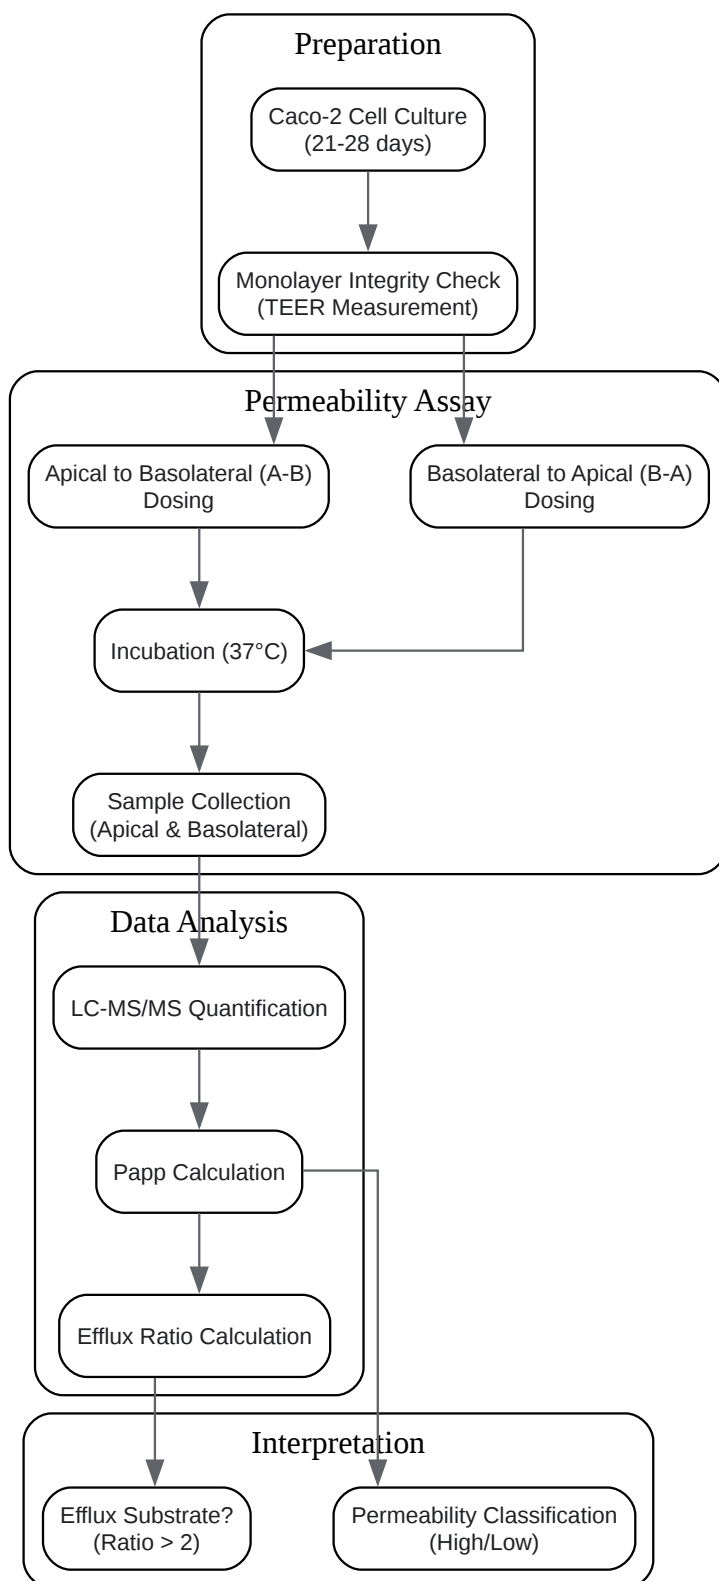 Preparation
Caco-2 Cell Culture
(21-28 days)
Monolayer Integrity Check
(TEER Measurement)
Permeability Assay
Apical to Basolateral (A-B)
Dosing
Basolateral to Apical (B-A)
Dosing
Incubation (37°C)
Sample Collection
(Apical & Basolateral)
Data Analysis
LC-MS/MS Quantification
Papp Calculation
Efflux Ratio Calculation
Interpretation
Efflux Substrate?
(Ratio > 2)
Permeability Classification
(High/Low)